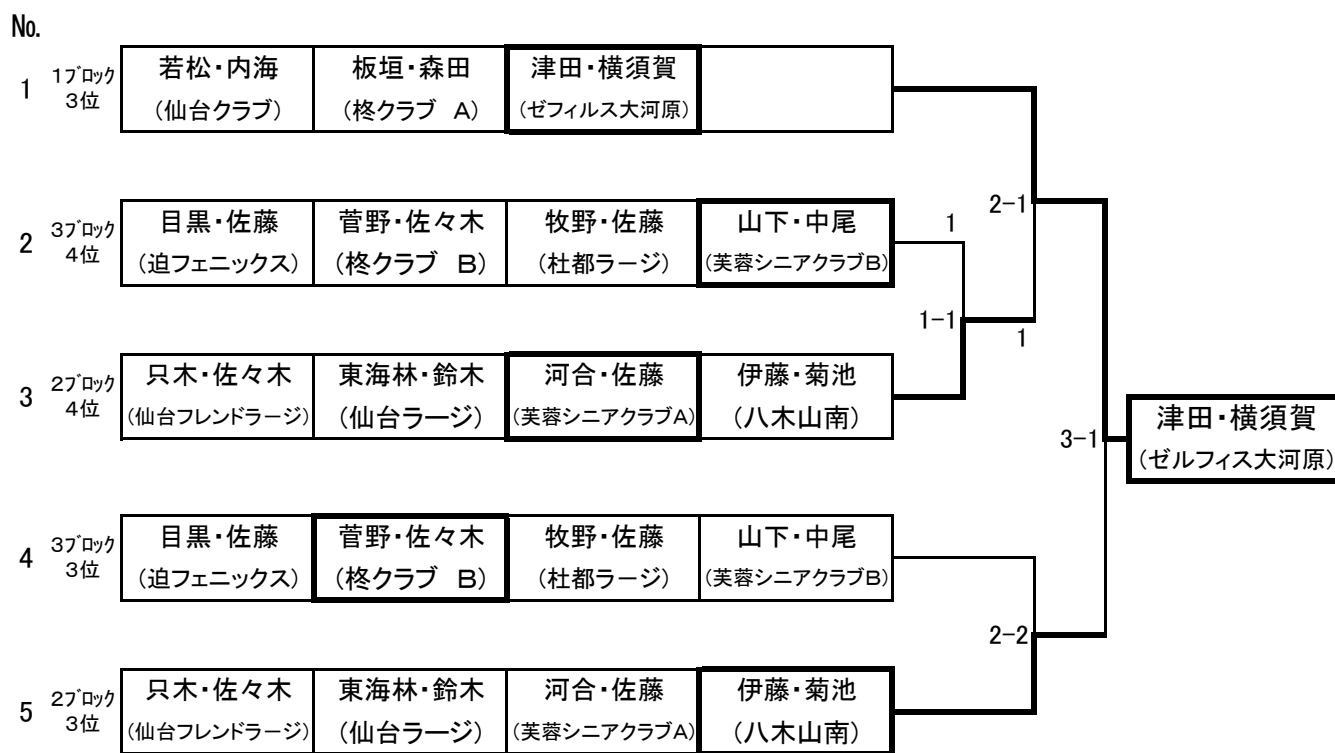 No.
1 1ブロック 3位 若松・内海 板垣・森田 津田・横須賀
(仙台クラブ) (柊クラブ A) (ゼフィルス大河原)
2 3ブロック 4位 目黒・佐藤 菅野・佐々木 牧野・佐藤 山下・中尾 1 2-1
(迫フェニックス) (柊クラブ B) (杜都ラージ) (芙蓉シニアクラブB)
1-1 1
3 2ブロック 4位 只木・佐々木 東海林・鈴木 河合・佐藤 伊藤・菊池
(仙台フレンドラージ) (仙台ラージ) (芙蓉シニアクラブA) (八木山南)
3-1 津田・横須賀
(ゼルフィス大河原)
4 3ブロック 3位 目黒・佐藤 菅野・佐々木 牧野・佐藤 山下・中尾
(迫フェニックス) (柊クラブ B) (杜都ラージ) (芙蓉シニアクラブB)
2-2
5 2ブロック 3位 只木・佐々木 東海林・鈴木 河合・佐藤 伊藤・菊池
(仙台フレンドラージ) (仙台ラージ) (芙蓉シニアクラブA) (八木山南)